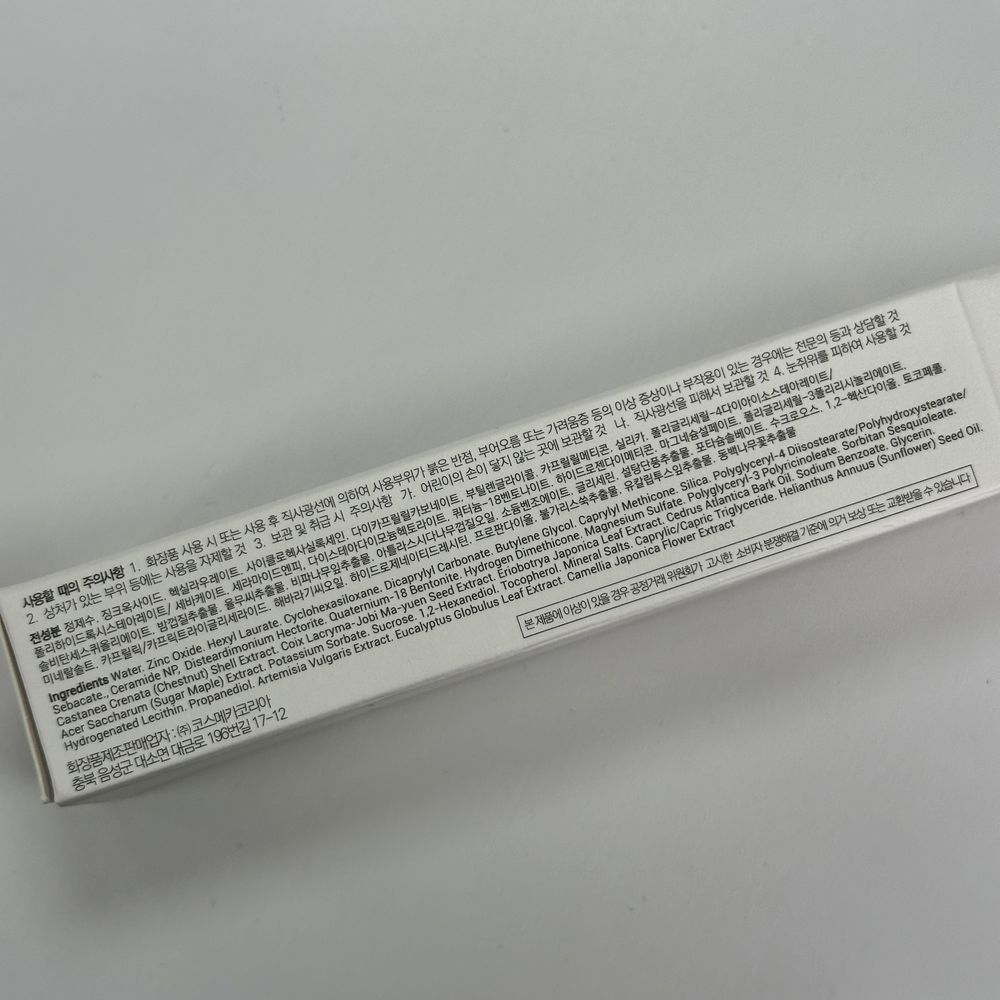 사용할 때의 주의사항 1. 화장품 사용 시 또는 사용 후 직사광선에 의하여 사용부위가 붉은 반점, 부어오름 또는 가려움증 등의 이상 증상이나 부작용이 있는 경우에는 전문의 등과 상담할 것
2. 상처가 있는 부위 등에는 사용을 자제할 것 3. 보관 및 취급 시 주의사항 가. 어린이의 손이 닿지 않는 곳에 보관할 것 나. 직사광선을 피해서 보관할 것 4. 눈쥐위를 피하여 사용할 것
전성분 정제수. 징크옥사이드. 헥실라우레이트. 사이클로헥사실록세인. 다이카프릴릴카보네이트. 부틸렌글라이콜. 카프릴릴메티콘. 실리카. 폴리글리세릴-4다이아이소스테아레이트/
폴리하이드록시스테아레이트/ 세바케이트. 세라마이드엔피. 다이스테아다이모늄헥토라이트. 쿼터늄-18벤토나이트. 하이드로젠다이메티콘. 마그네슘설페이트. 폴리글리세릴-3폴리리시놀리에이트.
솔비탄세스퀴올리에이트. 밤껍질추출물. 율무씨추출물. 비파나무잎추출물. 아틀라스시다나무껍질오일. 소듐벤조에이트. 글리세린. 설탕단풍추출물. 포타슘솔베이트. 수크로오스. 1,2-헥산다이올. 토코페롤.
미네랄솔트. 카프릴릭/카프릭트라이글리세라이드. 해바라기씨오일. 하이드로제네이티드레시틴. 프로판다이올. 불가리스쑥추출물. 유칼립투스잎추출물. 동백나무꽃추출물
Ingredients Water. Zinc Oxide. Hexyl Laurate. Cyclohexasiloxane. Dicaprylyl Carbonate. Butylene Glycol. Caprylyl Methicone. Silica. Polyglyceryl-4 Diisostearate/Polyhydroxystearate/
Sebacate., Ceramide NP, Disteardimonium Hectorite. Quaternium-18 Bentonite. Hydrogen Dimethicone. Magnesium Sulfate. Polyglyceryl-3 Polyricinoleate. Sorbitan Sesquioleate.
Castanea Crenata (Chestnut) Shell Extract. Coix Lacryma-Jobi Ma-yuen Seed Extract. Eriobotrya Japonica Leaf Extract. Cedrus Atlantica Bark Oil. Sodium Benzoate. Glycerin.
Acer Saccharum (Sugar Maple) Extract. Potassium Sorbate. Sucrose. 1,2-Hexanediol. Tocopherol. Mineral Salts. Caprylic/Capric Triglyceride. Helianthus Annuus (Sunflower) Seed Oil.
Hydrogenated Lecithin. Propanediol. Artemisia Vulgaris Extract. Eucalyptus Globulus Leaf Extract. Camellia Japonica Flower Extract
본 제품에 이상이 있을 경우 공정거래 위원회가 고시한 소비자 분쟁해결 기준에 의거 보상 또는 교환받을 수 있습니다
화장품제조판매업자 : (주) 코스메카코리아
충북 음성군 대소면 대금로 196번길 17-12